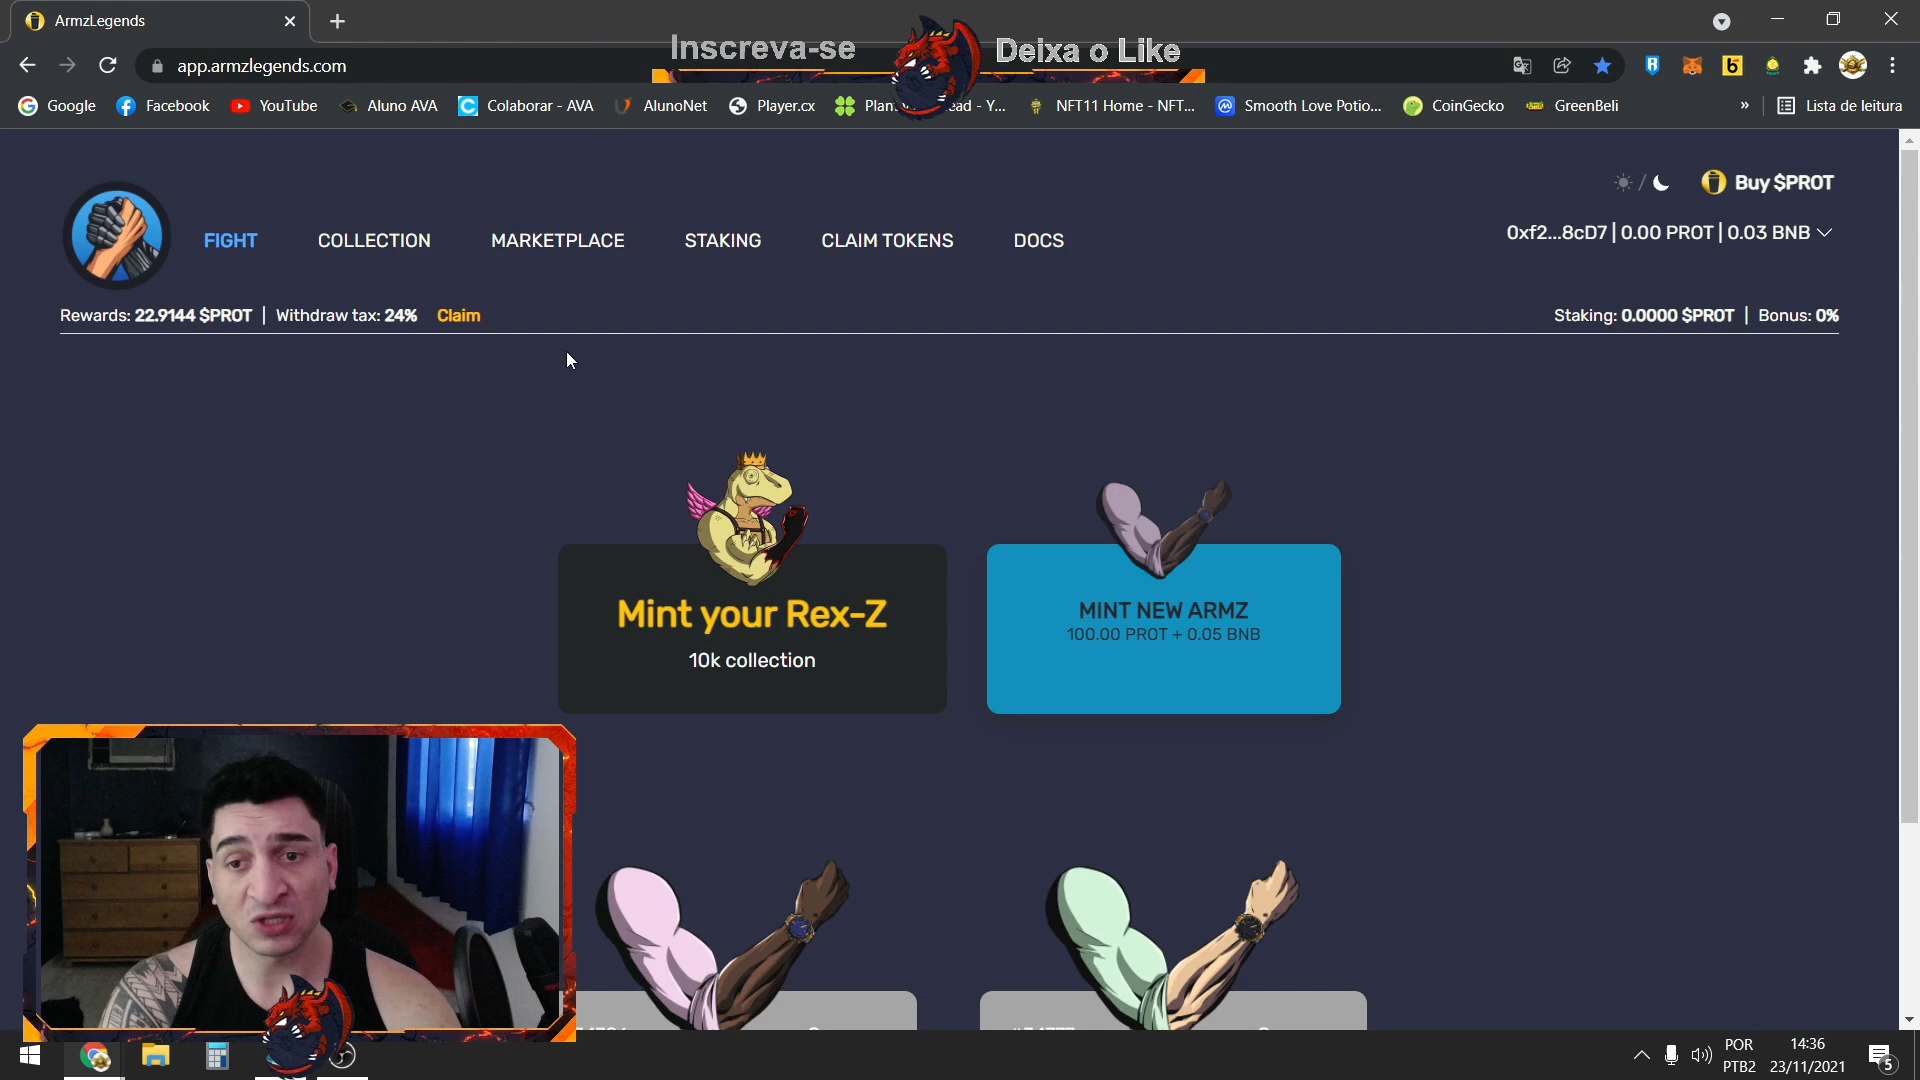 ArmzLegends
Inscreva-se
Deixa o Like
app.armzlegends.com
Google
Facebook
YouTube
Aluno AVA
Colaborar - AVA
AlunoNet
Player.cx
NFT11 Home - NFT...
Smooth Love Potio...
CoinGecko
GreenBeli
»
Lista de leitura
Buy $PROT
FIGHT
COLLECTION
MARKETPLACE
STAKING
CLAIM TOKENS
DOCS
0xf2...8cD7 | 0.00 PROT | 0.03 BNB
Rewards: 22.9144 $PROT | Withdraw tax: 24% Claim
Staking: 0.0000 $PROT | Bonus: 0%
Mint your Rex-Z
10k collection
MINT NEW ARMZ
100.00 PROT + 0.05 BNB
POR
PTB2
14:36
23/11/2021
5